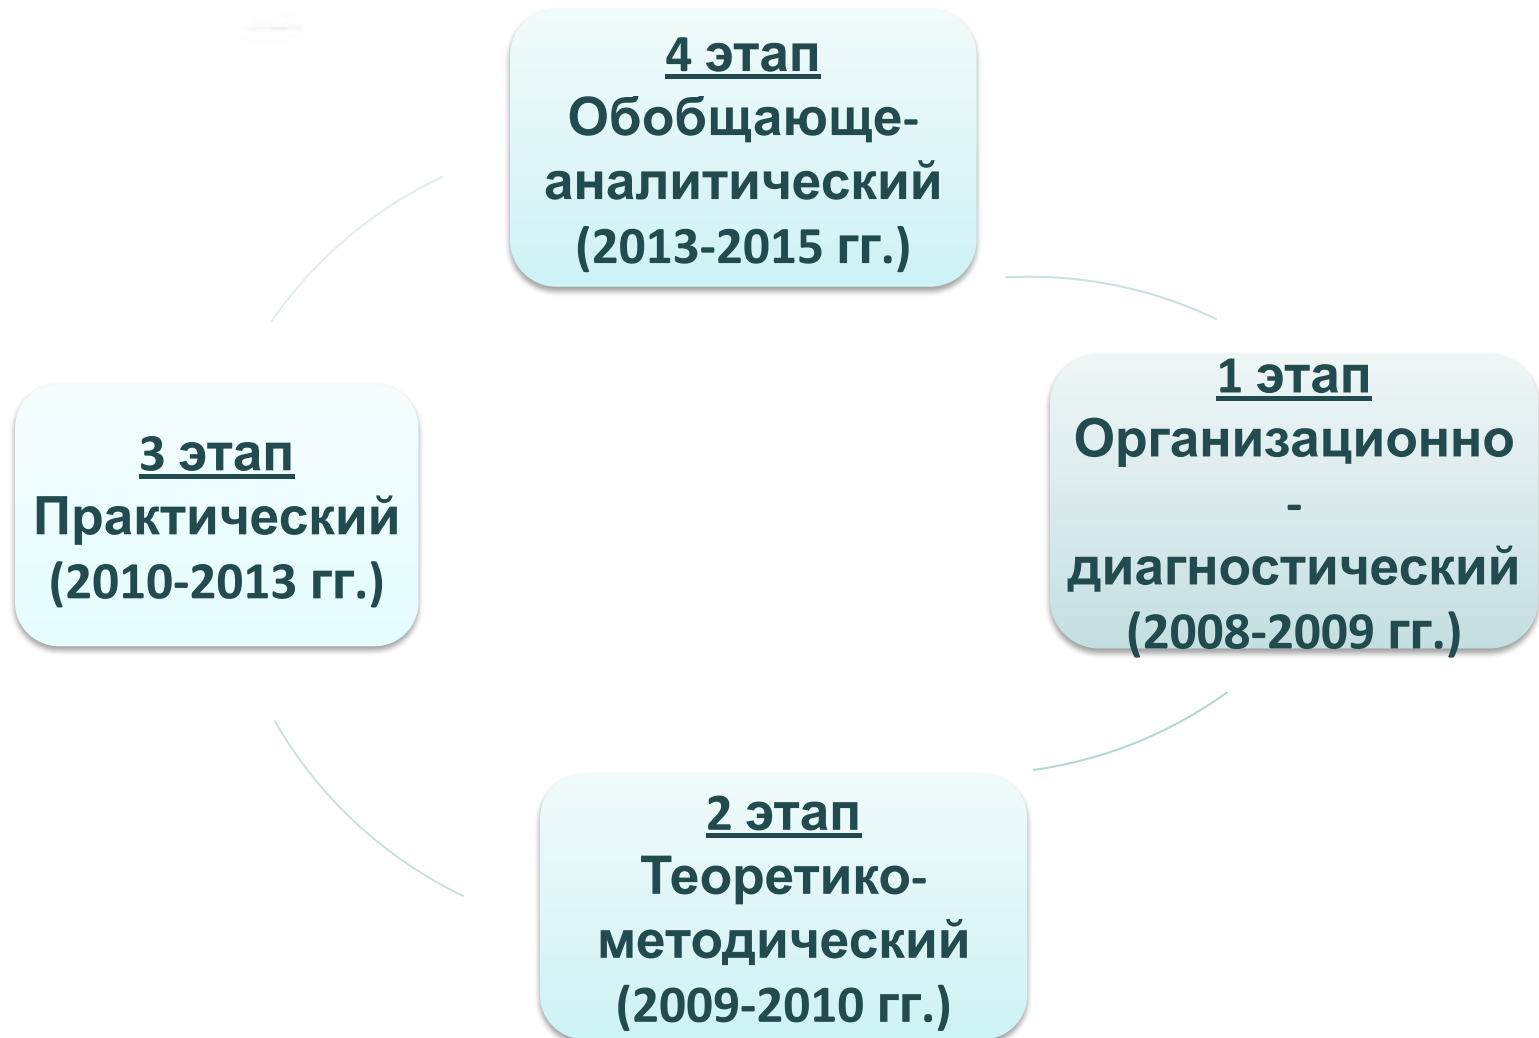 4 этап
Обобщающе-
аналитический
(2013-2015 гг.)
1 этап
Организационно
-
диагностический
(2008-2009 гг.)
3 этап
Практический
(2010-2013 гг.)
2 этап
Теоретико-
методический
(2009-2010 гг.)